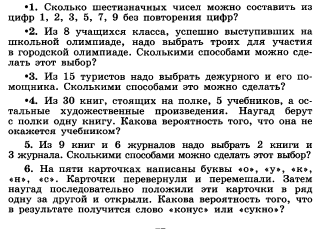 •1. Сколько шестизначных чисел можно составить из
цифр 1, 2, 3, 5, 7, 9 без повторения цифр?
•2. Из 8 учащихся класса, успешно выступивших на
школьной олимпиаде, надо выбрать троих для участия
в городской олимпиаде. Сколькими способами можно сде-
лать этот выбор?
•3. Из 15 туристов надо выбрать дежурного и его по-
мощника. Сколькими способами это можно сделать?
•4. Из 30 книг, стоящих на полке, 5 учебников, а ос-
тальные художественные произведения. Наугад берут
с полки одну книгу. Какова вероятность того, что она не
окажется учебником?
5. Из 9 книг и 6 журналов надо выбрать 2 книги и
3 журнала. Сколькими способами можно сделать этот выбор?
6. На пяти карточках написаны буквы «о», «у», «к»,
«н», «с». Карточки перевернули и перемешали. Затем
наугад последовательно положили эти карточки в ряд
одну за другой и открыли. Какова вероятность того, что
в результате получится слово «конус» или «сукно»?